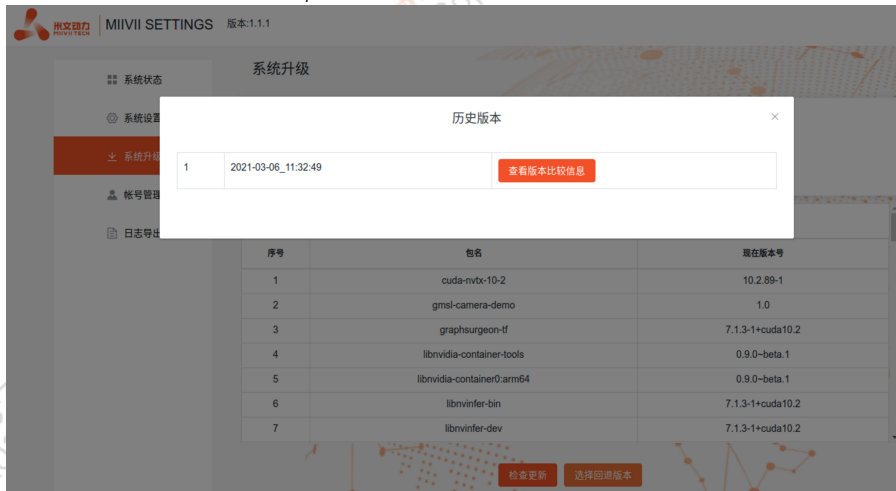 米文动力
MIIVII TECH
MIIVII SETTINGS
版本:1.1.1
系统状态
系统设置
系统升级
帐号管理
日志导出
系统升级
历史版本
×
1 2021-03-06_11:32:49 查看版本比较信息
序号 包名 现在版本号
1 cuda-nvtx-10-2 10.2.89-1
2 gmsl-camera-demo 1.0
3 graphsurgeon-tf 7.1.3-1+cuda10.2
4 libnvidia-container-tools 0.9.0~beta.1
5 libnvidia-container0:arm64 0.9.0~beta.1
6 libnvinfer-bin 7.1.3-1+cuda10.2
7 libnvinfer-dev 7.1.3-1+cuda10.2
检查更新 选择回退版本